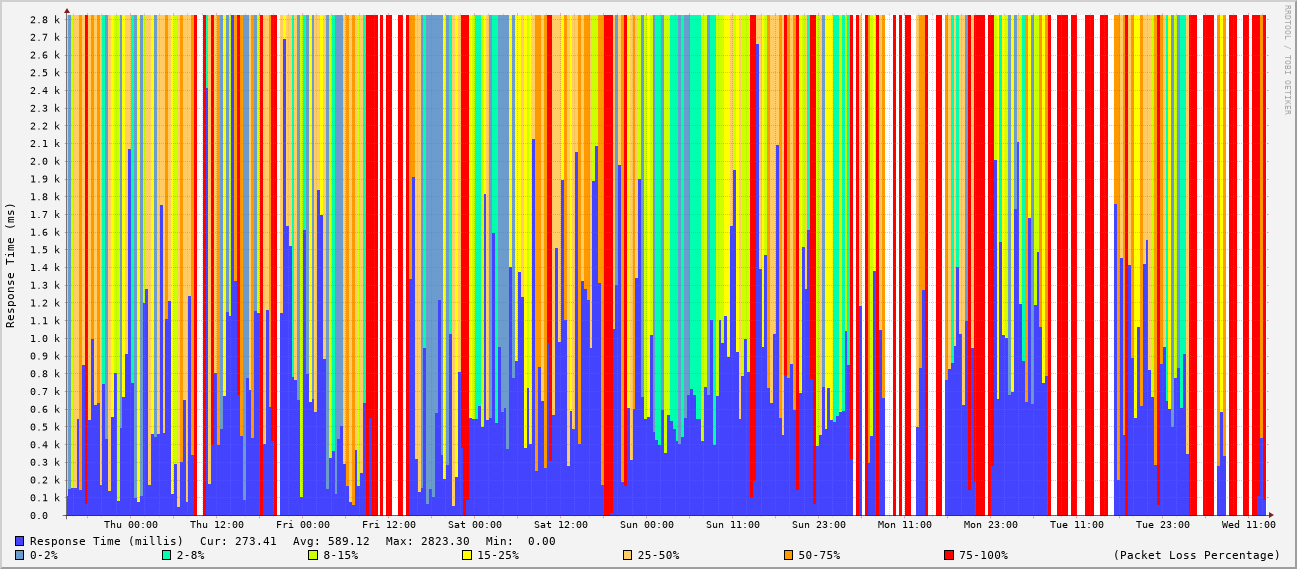 RRDTOOL / TOBI OETIKER
Response Time (ms)
2.8 k
2.7 k
2.6 k
2.5 k
2.4 k
2.3 k
2.2 k
2.1 k
2.0 k
1.9 k
1.8 k
1.7 k
1.6 k
1.5 k
1.4 k
1.3 k
1.2 k
1.1 k
1.0 k
0.9 k
0.8 k
0.7 k
0.6 k
0.5 k
0.4 k
0.3 k
0.2 k
0.1 k
0.0
Thu 00:00 Thu 12:00 Fri 00:00 Fri 12:00 Sat 00:00 Sat 12:00 Sun 00:00 Sun 11:00 Sun 23:00 Mon 11:00 Mon 23:00 Tue 11:00 Tue 23:00 Wed 11:00
Response Time (millis) Cur: 273.41 Avg: 589.12 Max: 2823.30 Min: 0.00
0-2% 2-8% 8-15% 15-25% 25-50% 50-75% 75-100% (Packet Loss Percentage)